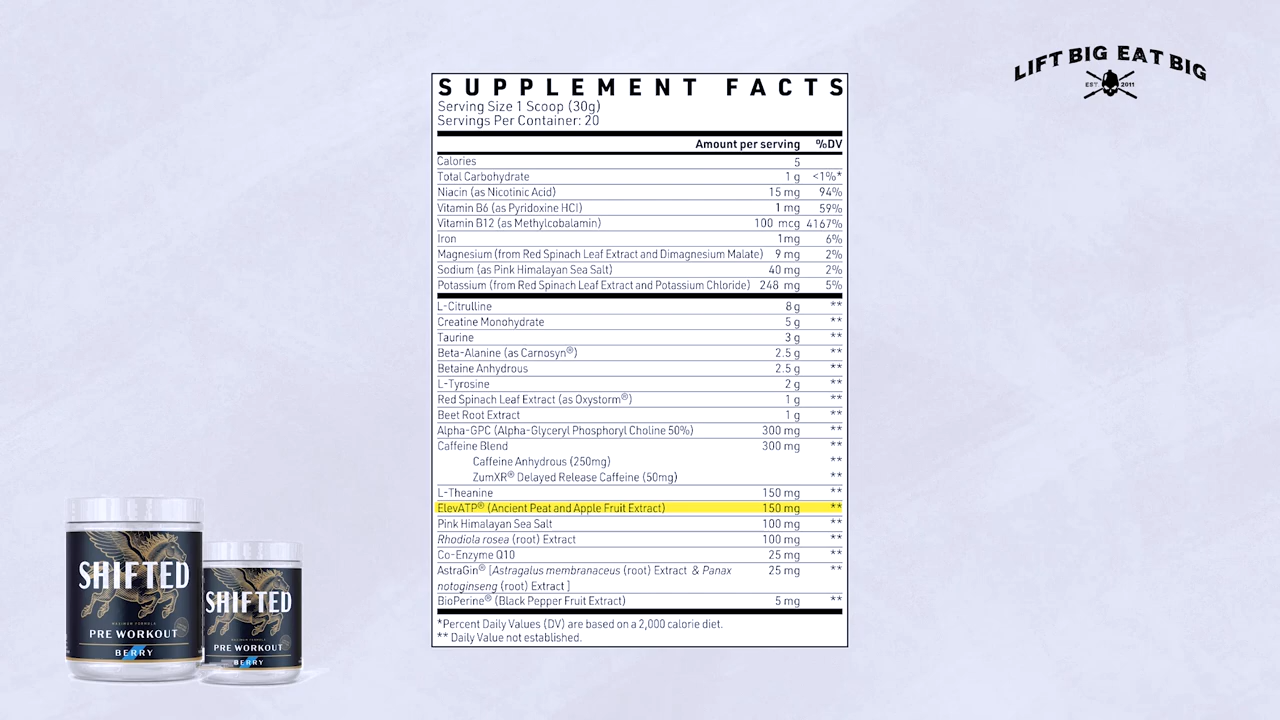 LIFT BIG EAT BIG
EST 2011
SUPPLEMENT FACTS
Serving Size 1 Scoop (30g)
Servings Per Container: 20
Amount per serving %DV
Calories 5
Total Carbohydrate 1 g <1%*
Niacin (as Nicotinic Acid) 15 mg 94%
Vitamin B6 (as Pyridoxine HCI) 1 mg 59%
Vitamin B12 (as Methylcobalamin) 100 mcg 4167%
Iron 1mg 6%
Magnesium (from Red Spinach Leaf Extract and Dimagnesium Malate) 9 mg 2%
Sodium (as Pink Himalayan Sea Salt) 40 mg 2%
Potassium (from Red Spinach Leaf Extract and Potassium Chloride) 248 mg 5%
L-Citrulline 8 g **
Creatine Monohydrate 5 g **
Taurine 3 g **
Beta-Alanine (as Carnosyn®) 2.5 g **
Betaine Anhydrous 2.5 g **
L-Tyrosine 2 g **
Red Spinach Leaf Extract (as Oxystorm®) 1 g **
Beet Root Extract 1 g **
Alpha-GPC (Alpha-Glyceryl Phosphoryl Choline 50%) 300 mg **
Caffeine Blend 300 mg **
Caffeine Anhydrous (250mg) **
ZumXR® Delayed Release Caffeine (50mg) **
L-Theanine 150 mg **
ElevATP® (Ancient Peat and Apple Fruit Extract) 150 mg **
Pink Himalayan Sea Salt 100 mg **
Rhodiola rosea (root) Extract 100 mg **
Co-Enzyme Q10 25 mg **
AstraGin® [Astragalus membranaceus (root) Extract & Panax 25 mg **
notoginseng (root) Extract ]
BioPerine® (Black Pepper Fruit Extract) 5 mg **
*Percent Daily Values (DV) are based on a 2,000 calorie diet.
** Daily Value not established.
SHIFTED
MAXIMUM FORMULA
PRE WORKOUT
BERRY
SHIFTED
MAXIMUM FORMULA
PRE WORKOUT
BERRY